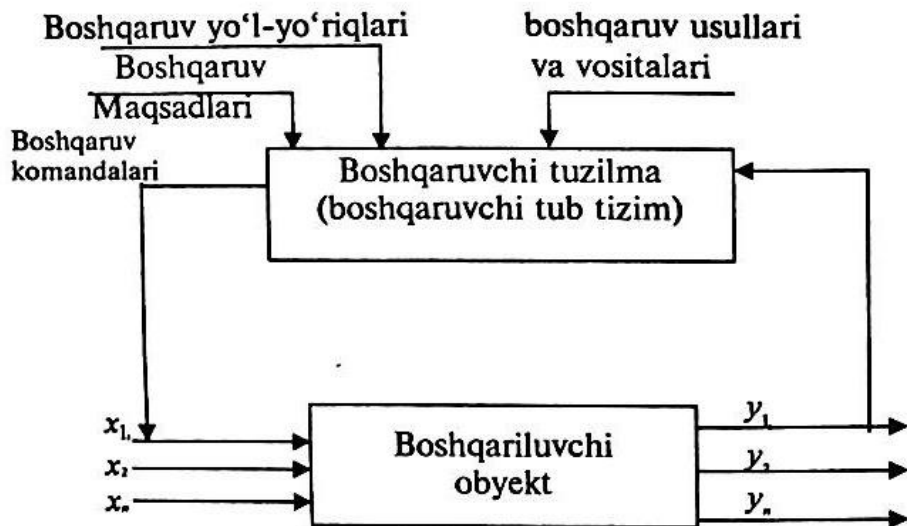 Boshqaruv yo‘l-yo‘riqlari
boshqaruv usullari
va vositalari
Boshqaruv
Maqsadlari
Boshqaruv
komandalari
Boshqaruvchi tuzilma
(boshqaruvchi tub tizim)
x₁.
x₂
xₙ
Boshqariluvchi
obyekt
y₁
y₂
yₙ